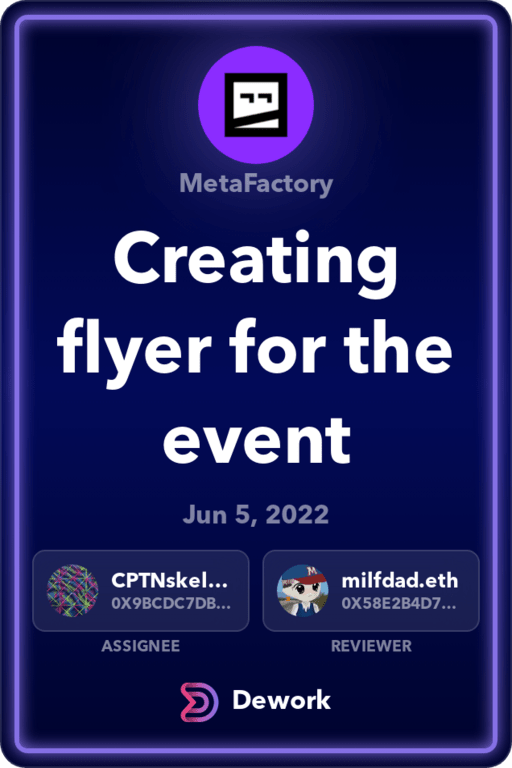 MetaFactory
Creating
flyer for the
event
Jun 5, 2022
CPTNskel...
0X9BCDC7DB...
ASSIGNEE
milfdad.eth
0X58E2B4D7...
REVIEWER
Dework